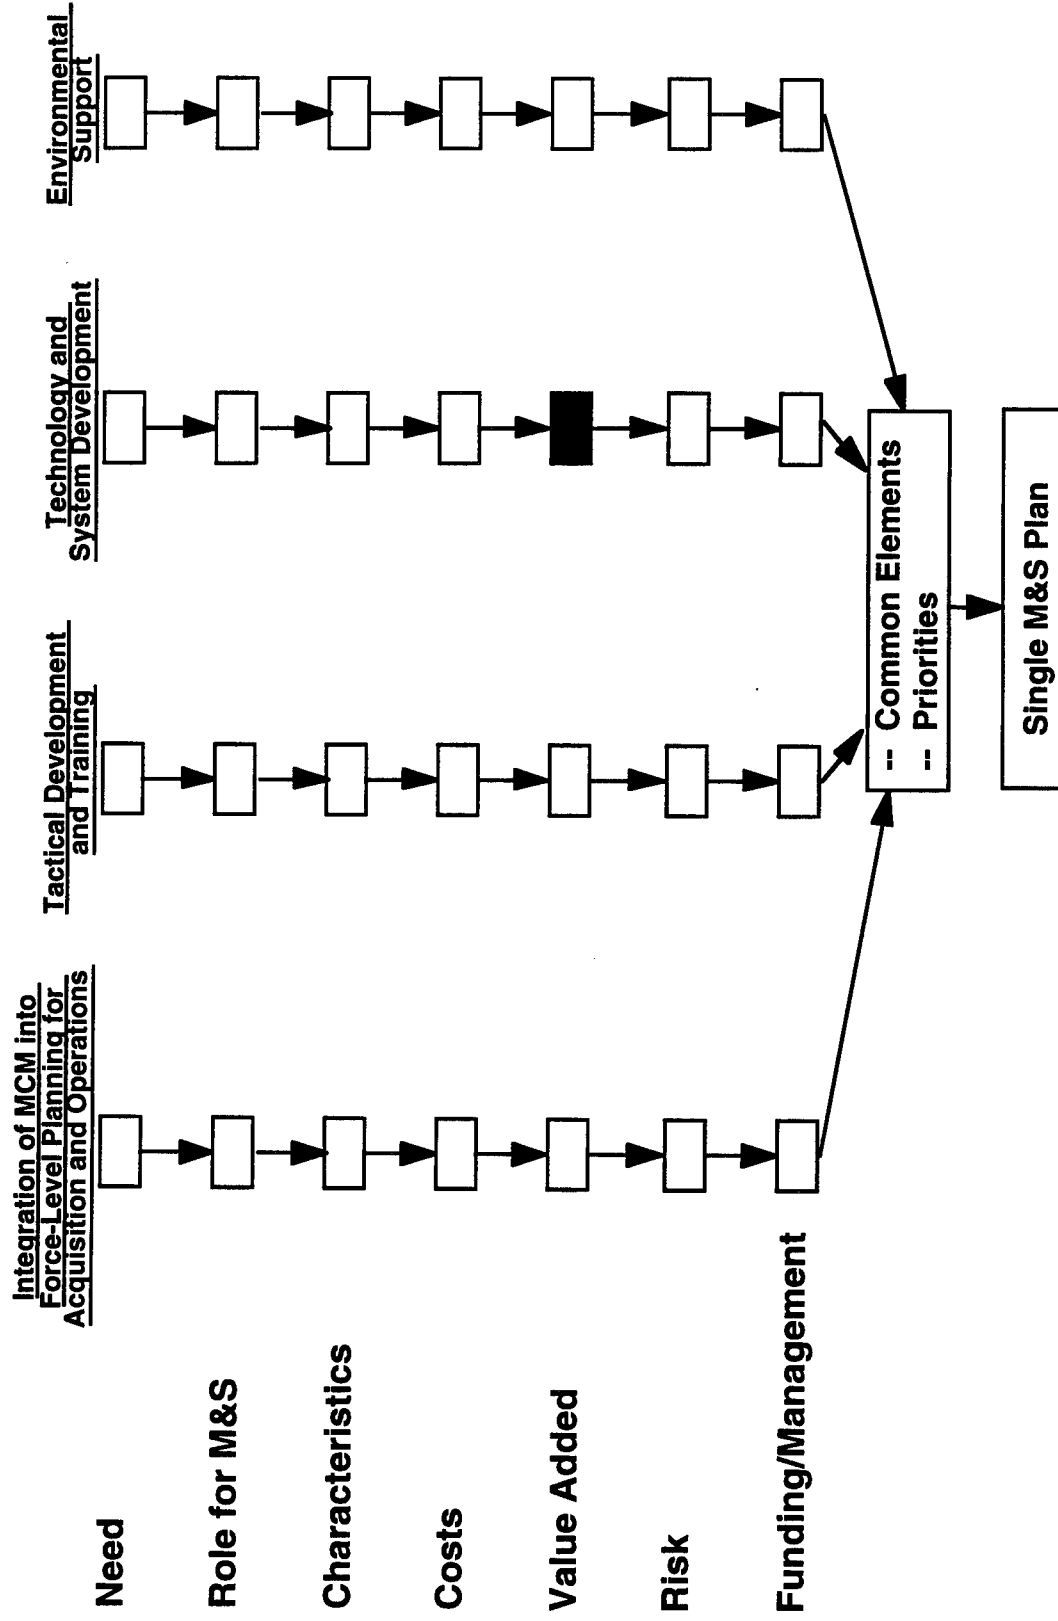 Integration of MCM into
Force-Level Planning for
Acquisition and Operations
Tactical Development
and Training
Technology and
System Development
Environmental
Support
Need
Role for M&S
Characteristics
Costs
Value Added
Risk
Funding/Management
-- Common Elements
-- Priorities
Single M&S Plan